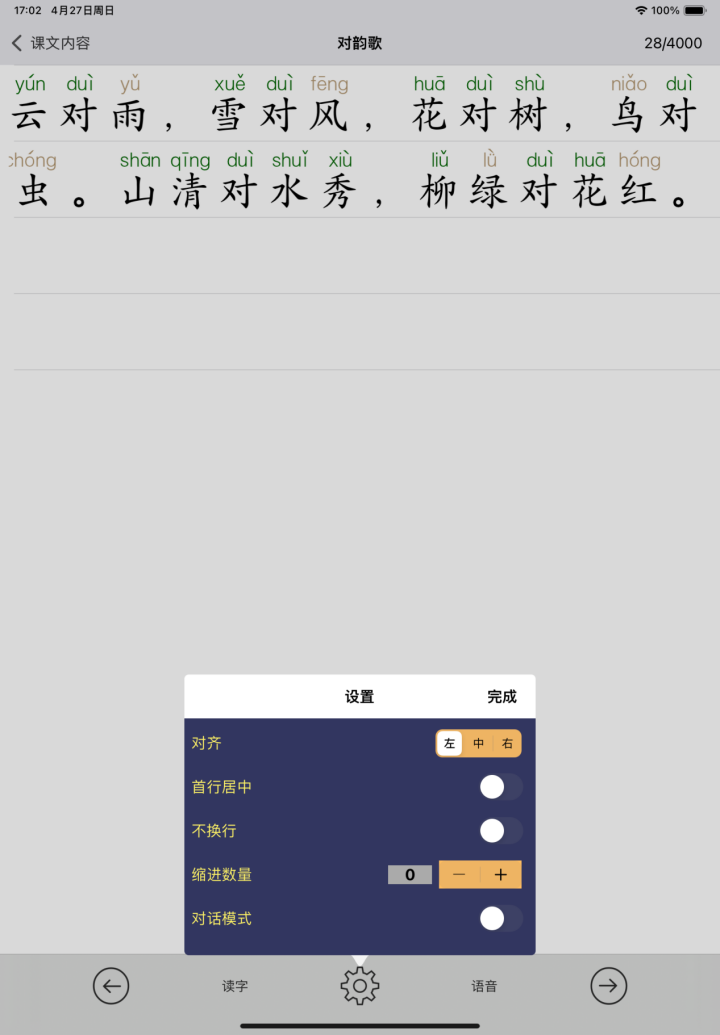 17:02 4月27日周日 100%
课文内容 对韵歌 28/4000
yún duì yǔ xuě duì fēng huā duì shù niǎo duì
云对雨，雪对风，花对树，鸟对
chóng shān qīng duì shuǐ xiù liǔ lǜ duì huā hóng
虫。山清对水秀，柳绿对花红。
设置 完成
对齐 左 中 右
首行居中
不换行
缩进数量 0 － ＋
对话模式
读字 语音